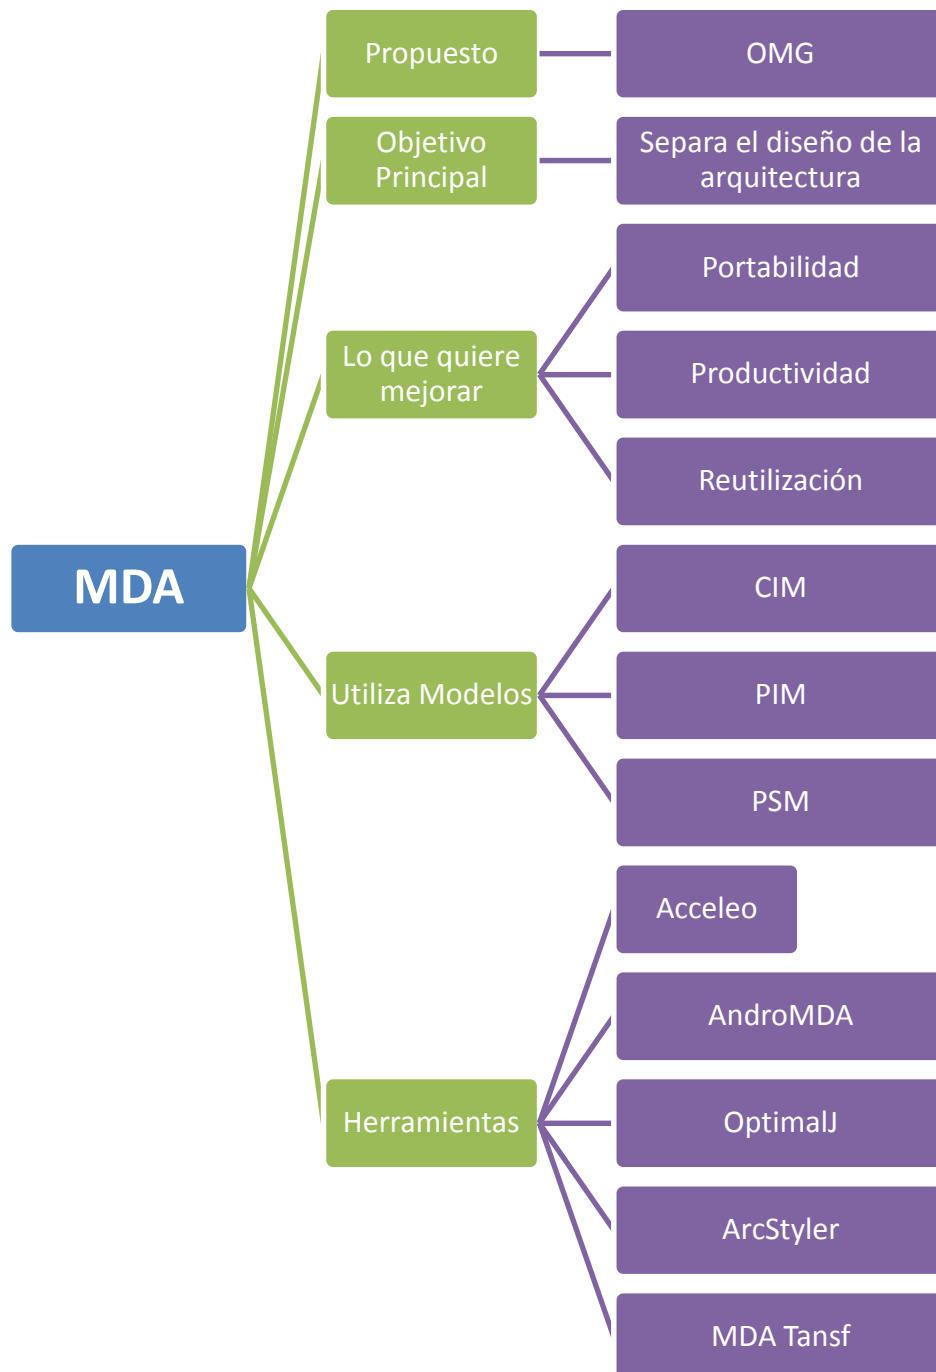 Propuesto
OMG
Objetivo
Principal
Separa el diseño de la
arquitectura
Lo que quiere
mejorar
Portabilidad
Productividad
Reutilización
MDA
Utiliza Modelos
CIM
PIM
PSM
Herramientas
Acceleo
AndroMDA
OptimalJ
ArcStyler
MDA Tansf